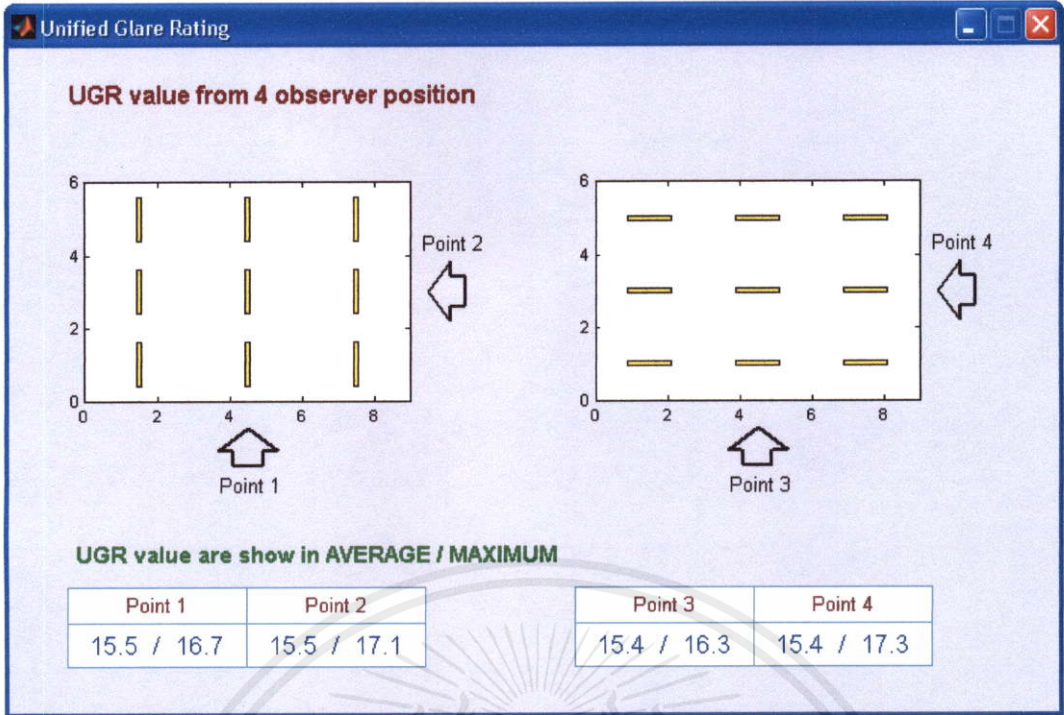 Unified Glare Rating
UGR value from 4 observer position
6
4
2
0
0 2 4 6 8
Point 2
Point 1
6
4
2
0
0 2 4 6 8
Point 4
Point 3
UGR value are show in AVERAGE / MAXIMUM
Point 1 Point 2
15.5 / 16.7 15.5 / 17.1
Point 3 Point 4
15.4 / 16.3 15.4 / 17.3